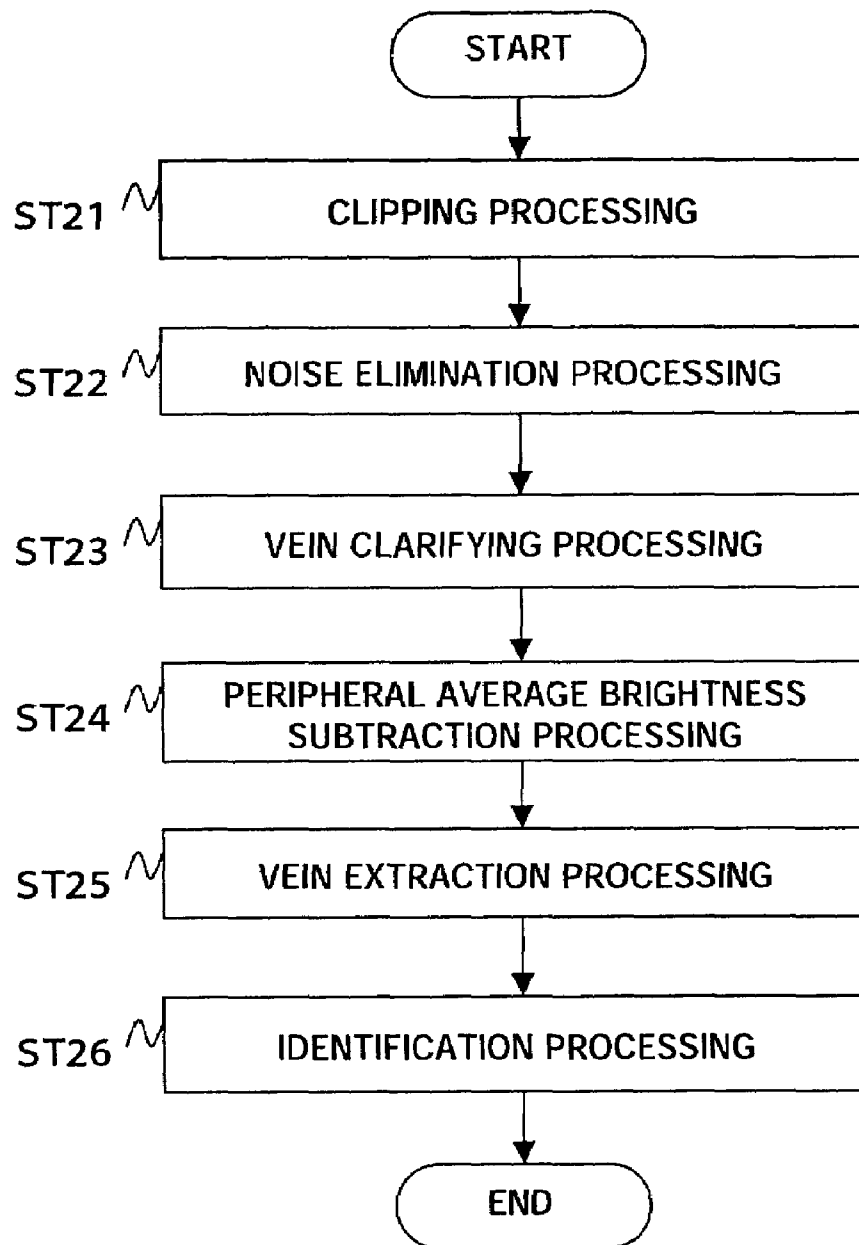 START
ST21
CLIPPING PROCESSING
ST22
NOISE ELIMINATION PROCESSING
ST23
VEIN CLARIFYING PROCESSING
ST24
PERIPHERAL AVERAGE BRIGHTNESS
SUBTRACTION PROCESSING
ST25
VEIN EXTRACTION PROCESSING
ST26
IDENTIFICATION PROCESSING
END